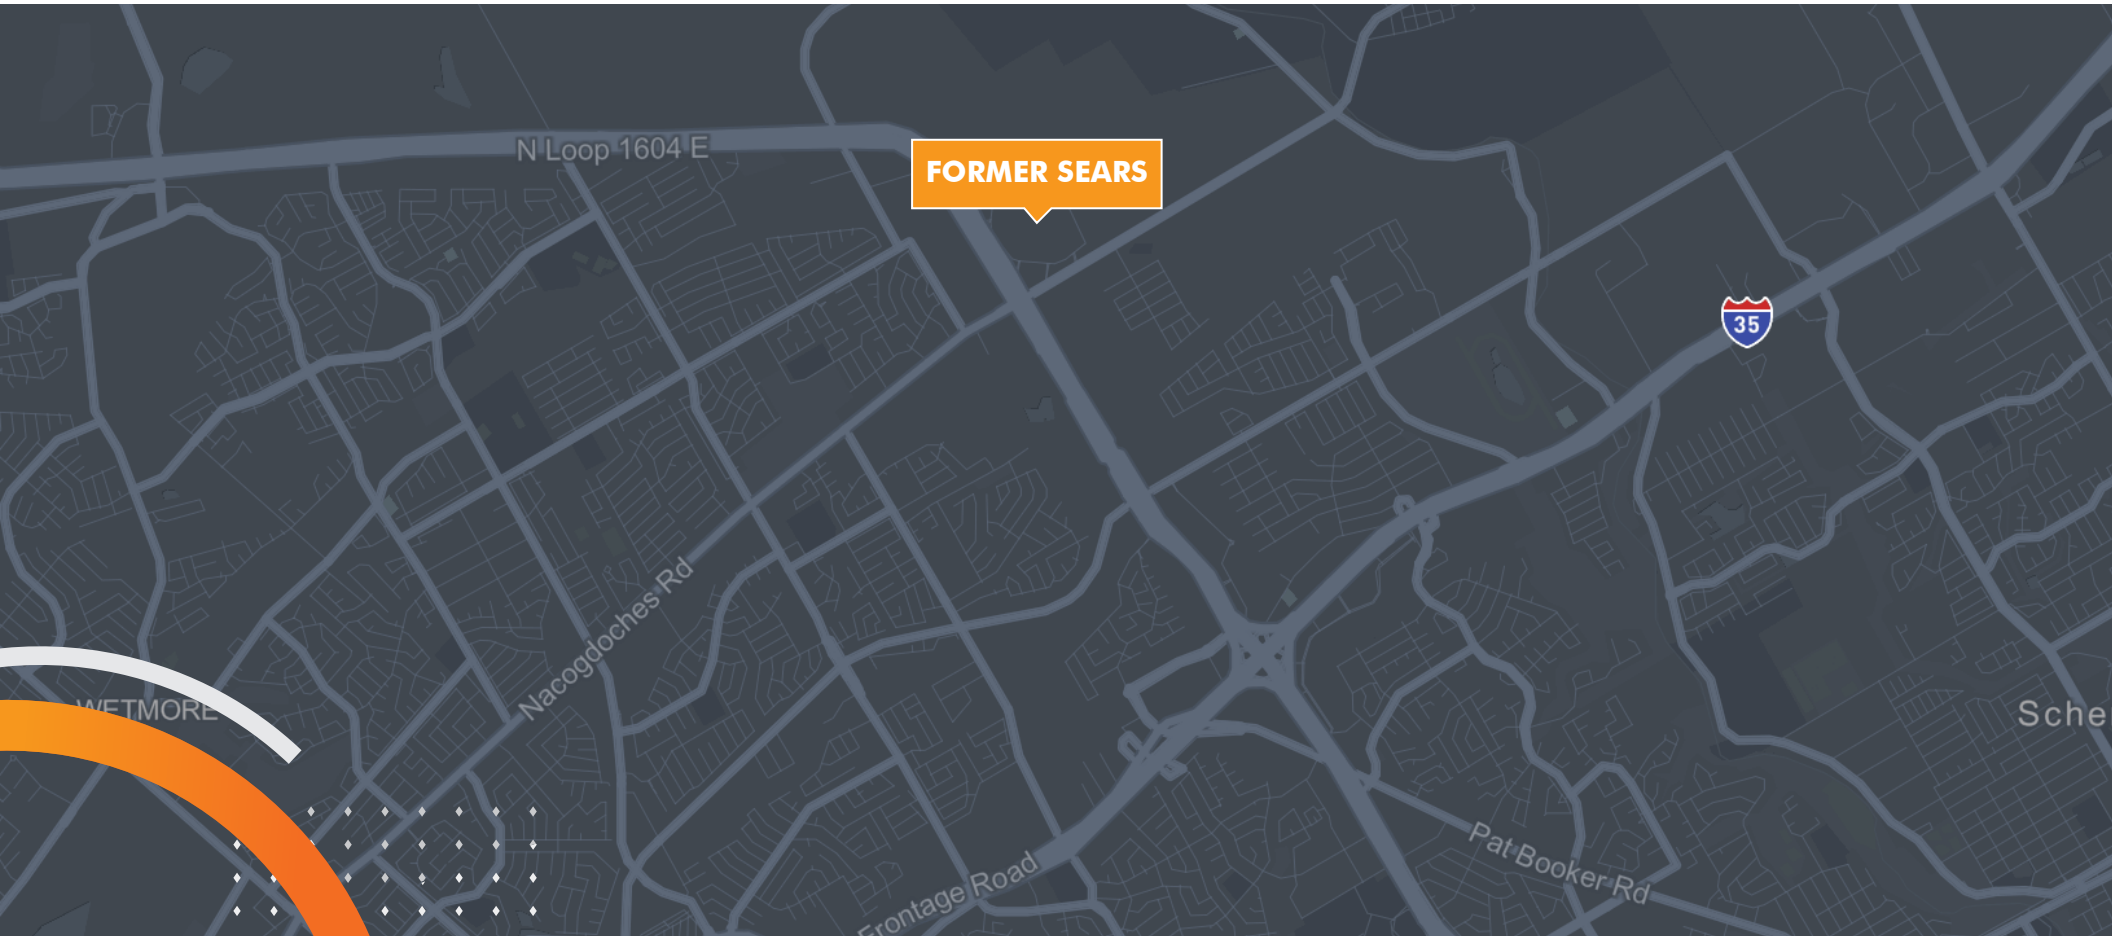 N Loop 1604 E
FORMER SEARS
35
Nacogdoches Rd
WETMORE
Sche
Pat Booker Rd
Frontage Road